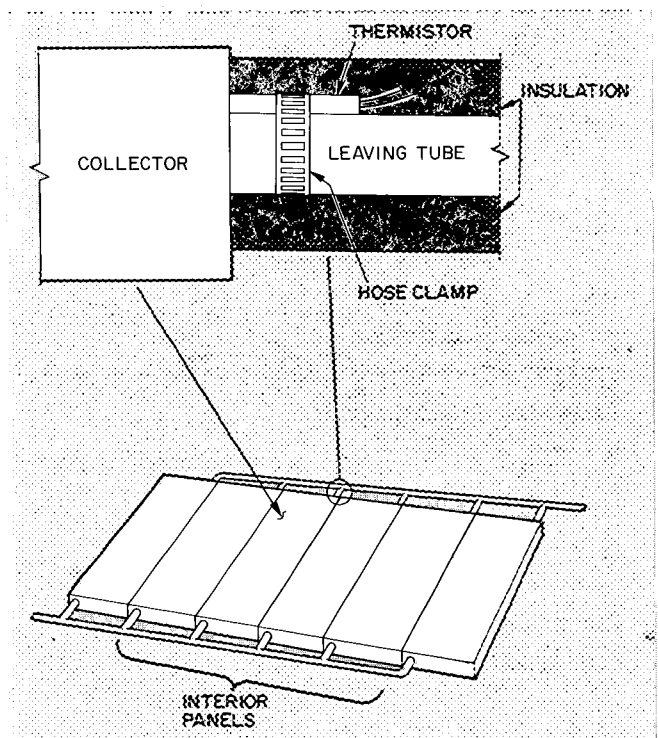 THERMISTOR
INSULATION
COLLECTOR
LEAVING TUBE
HOSE CLAMP
INTERIOR
PANELS